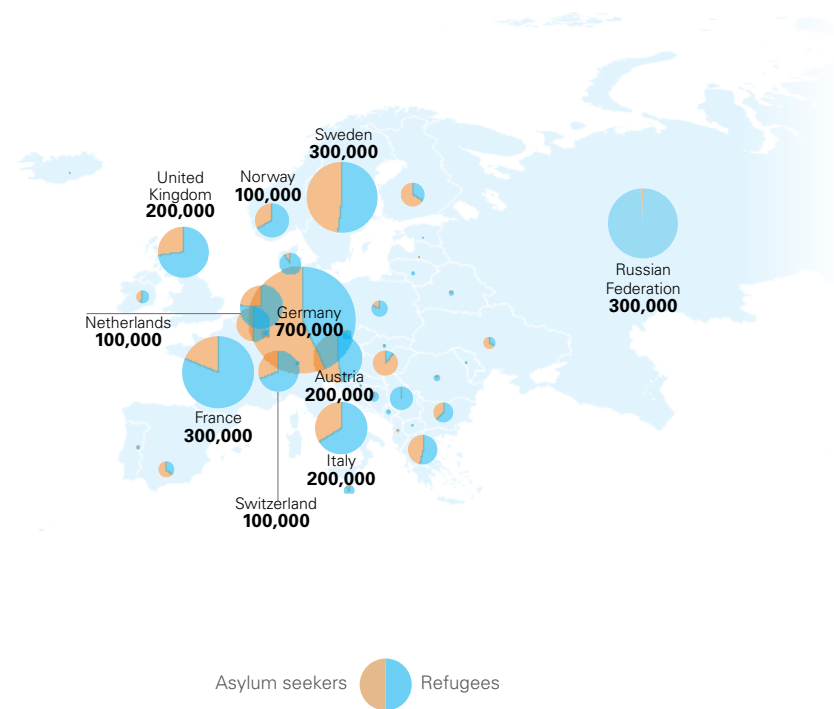 Sweden
300,000
United
Kingdom
200,000
Norway
100,000
Russian
Federation
300,000
Germany
700,000
Netherlands
100,000
Austria
200,000
France
300,000
Italy
200,000
Switzerland
100,000
Asylum seekers
Refugees